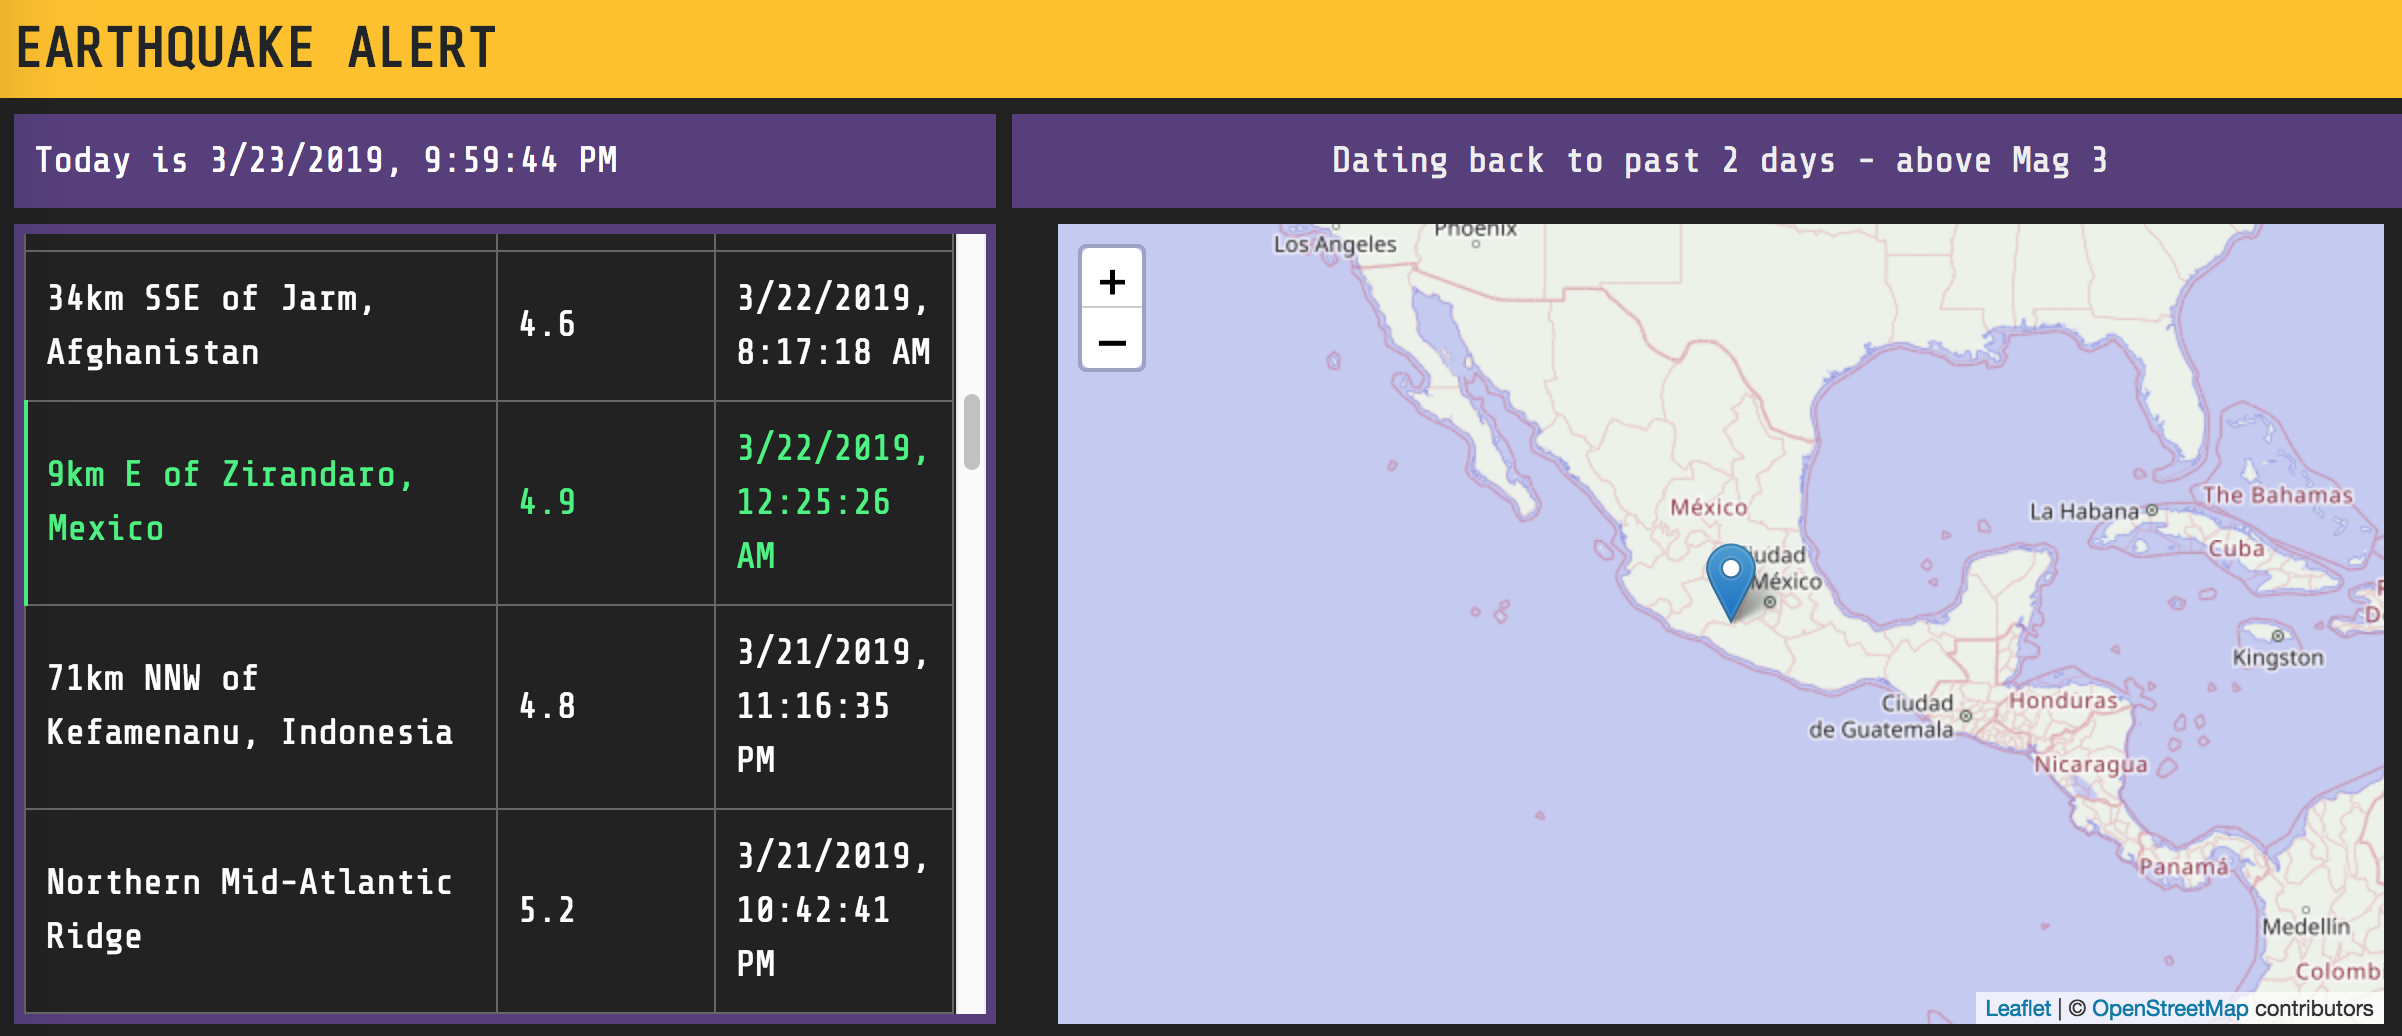 EARTHQUAKE ALERT
Today is 3/23/2019, 9:59:44 PM
Dating back to past 2 days - above Mag 3
34km SSE of Jarm,
Afghanistan
4.6
3/22/2019,
8:17:18 AM
9km E of Zirandaro,
Mexico
4.9
3/22/2019,
12:25:26
AM
71km NNW of
Kefamenanu, Indonesia
4.8
3/21/2019,
11:16:35
PM
Northern Mid-Atlantic
Ridge
5.2
3/21/2019,
10:42:41
PM
+
−
Los Angeles
Phoenix
México
iudad
México
La Habana
The Bahamas
Cuba
Kingston
Ciudad
de Guatemala
Honduras
Nicaragua
Panamá
Medellín
Colomb
Leaflet | © OpenStreetMap contributors